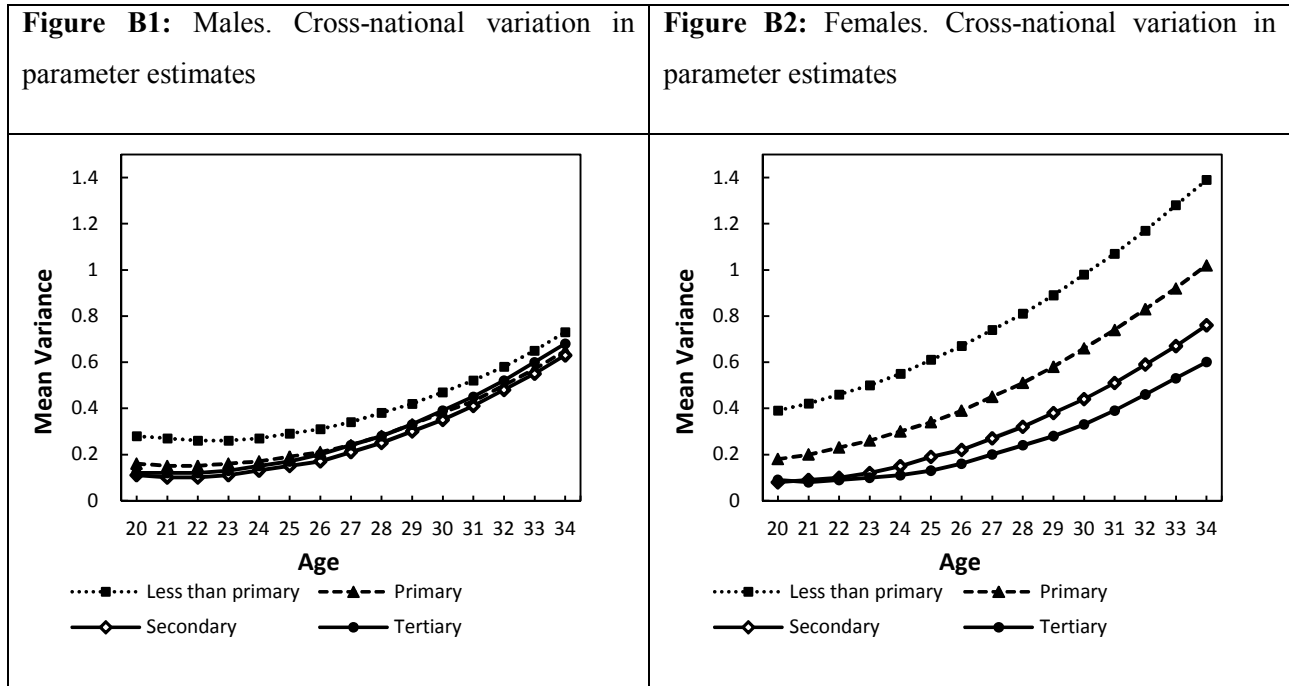 Figure B1: Males. Cross-national variation in
parameter estimates
Figure B2: Females. Cross-national variation in
parameter estimates
1.4
1.2
1
0.8
0.6
0.4
0.2
0
Mean Variance
20 21 22 23 24 25 26 27 28 29 30 31 32 33 34
Age
Less than primary Primary
Secondary Tertiary
1.4
1.2
1
0.8
0.6
0.4
0.2
0
Mean Variance
20 21 22 23 24 25 26 27 28 29 30 31 32 33 34
Age
Less than primary Primary
Secondary Tertiary